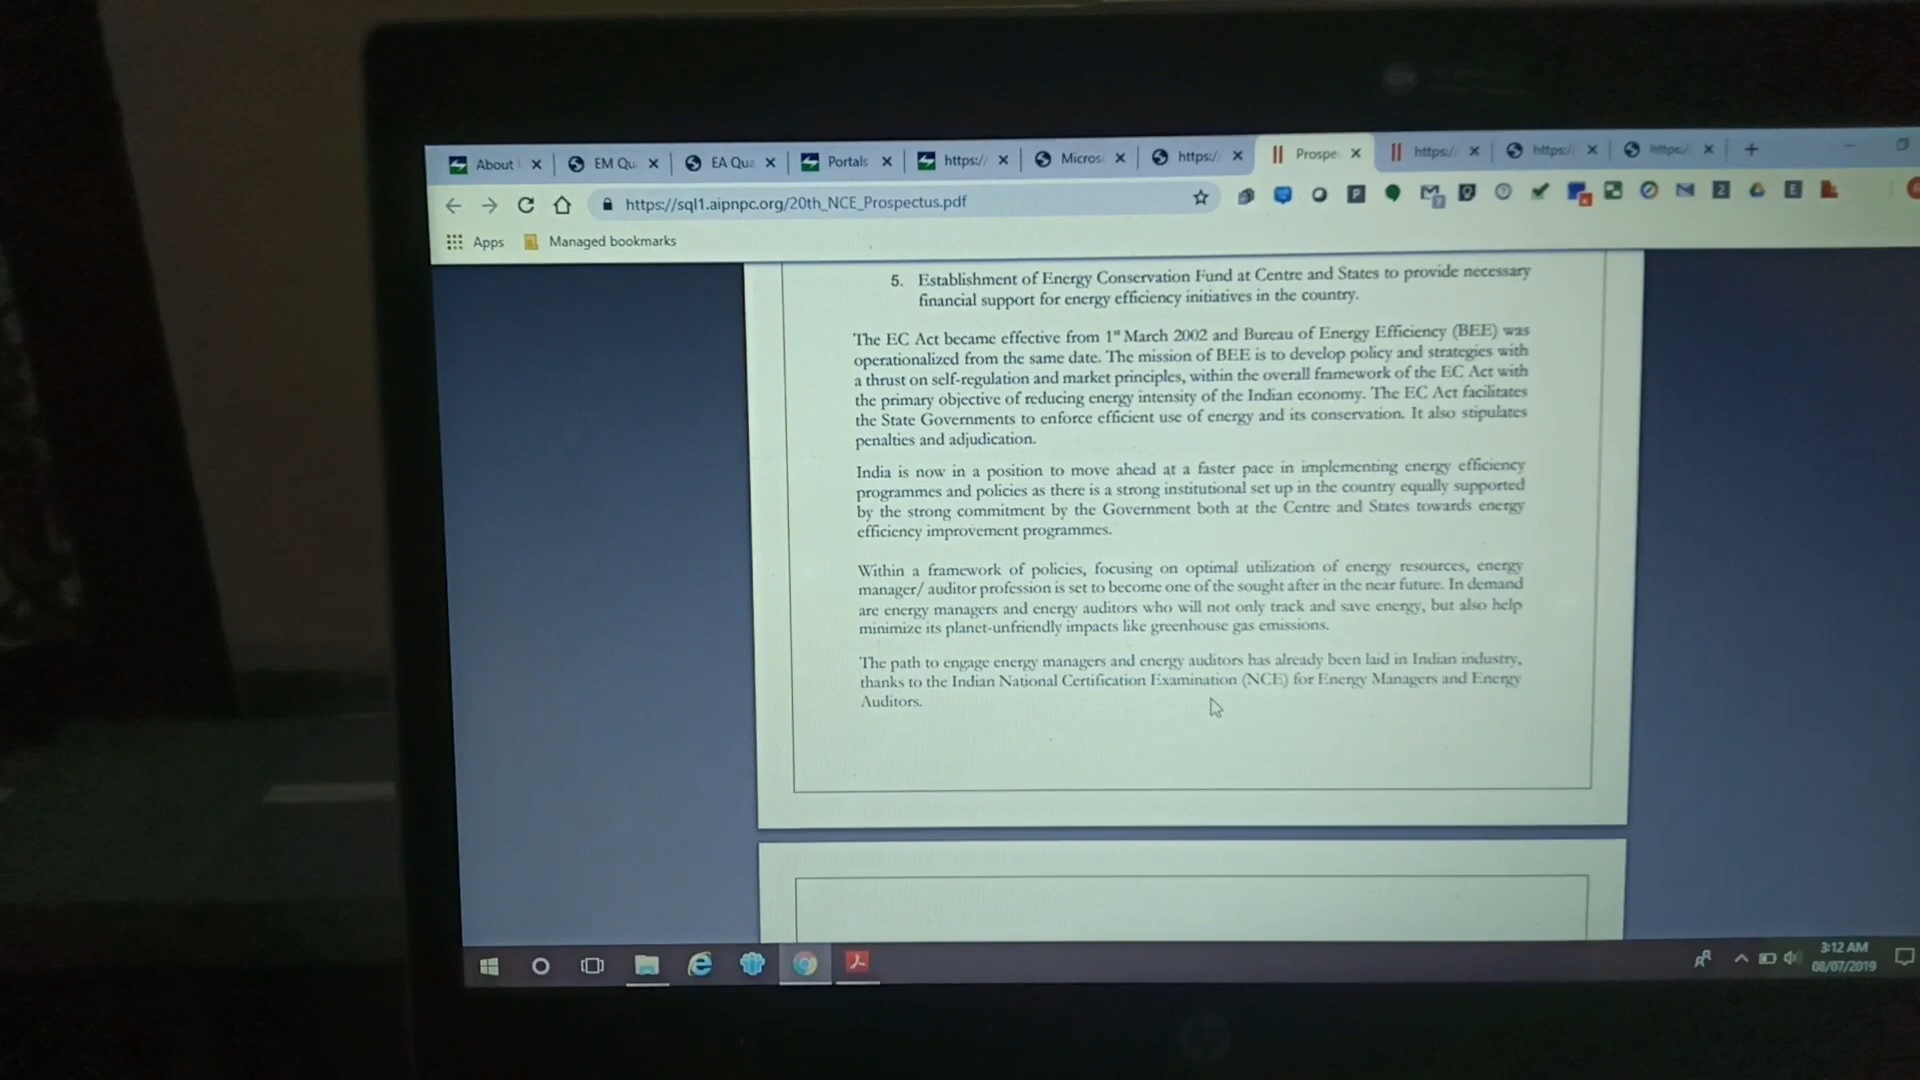 About
EM Qu
EA Qua
Portals
https:/
Micros
https:/
Prospe
https:/
https:/
https:/
https://sql1.aipnpc.org/20th_NCE_Prospectus.pdf
Apps
Managed bookmarks
5. Establishment of Energy Conservation Fund at Centre and States to provide necessary
financial support for energy efficiency initiatives in the country.
The EC Act became effective from 1st March 2002 and Bureau of Energy Efficiency (BEE) was
operationalized from the same date. The mission of BEE is to develop policy and strategies with
a thrust on self-regulation and market principles, within the overall framework of the EC Act with
the primary objective of reducing energy intensity of the Indian economy. The EC Act facilitates
the State Governments to enforce efficient use of energy and its conservation. It also stipulates
penalties and adjudication.
India is now in a position to move ahead at a faster pace in implementing energy efficiency
programmes and policies as there is a strong institutional set up in the country equally supported
by the strong commitment by the Government both at the Centre and States towards energy
efficiency improvement programmes.
Within a framework of policies, focusing on optimal utilization of energy resources, energy
manager/ auditor profession is set to become one of the sought after in the near future. In demand
are energy managers and energy auditors who will not only track and save energy, but also help
minimize its planet-unfriendly impacts like greenhouse gas emissions.
The path to engage energy managers and energy auditors has already been laid in Indian industry,
thanks to the Indian National Certification Examination (NCE) for Energy Managers and Energy
Auditors.
3:12 AM
08/07/2019